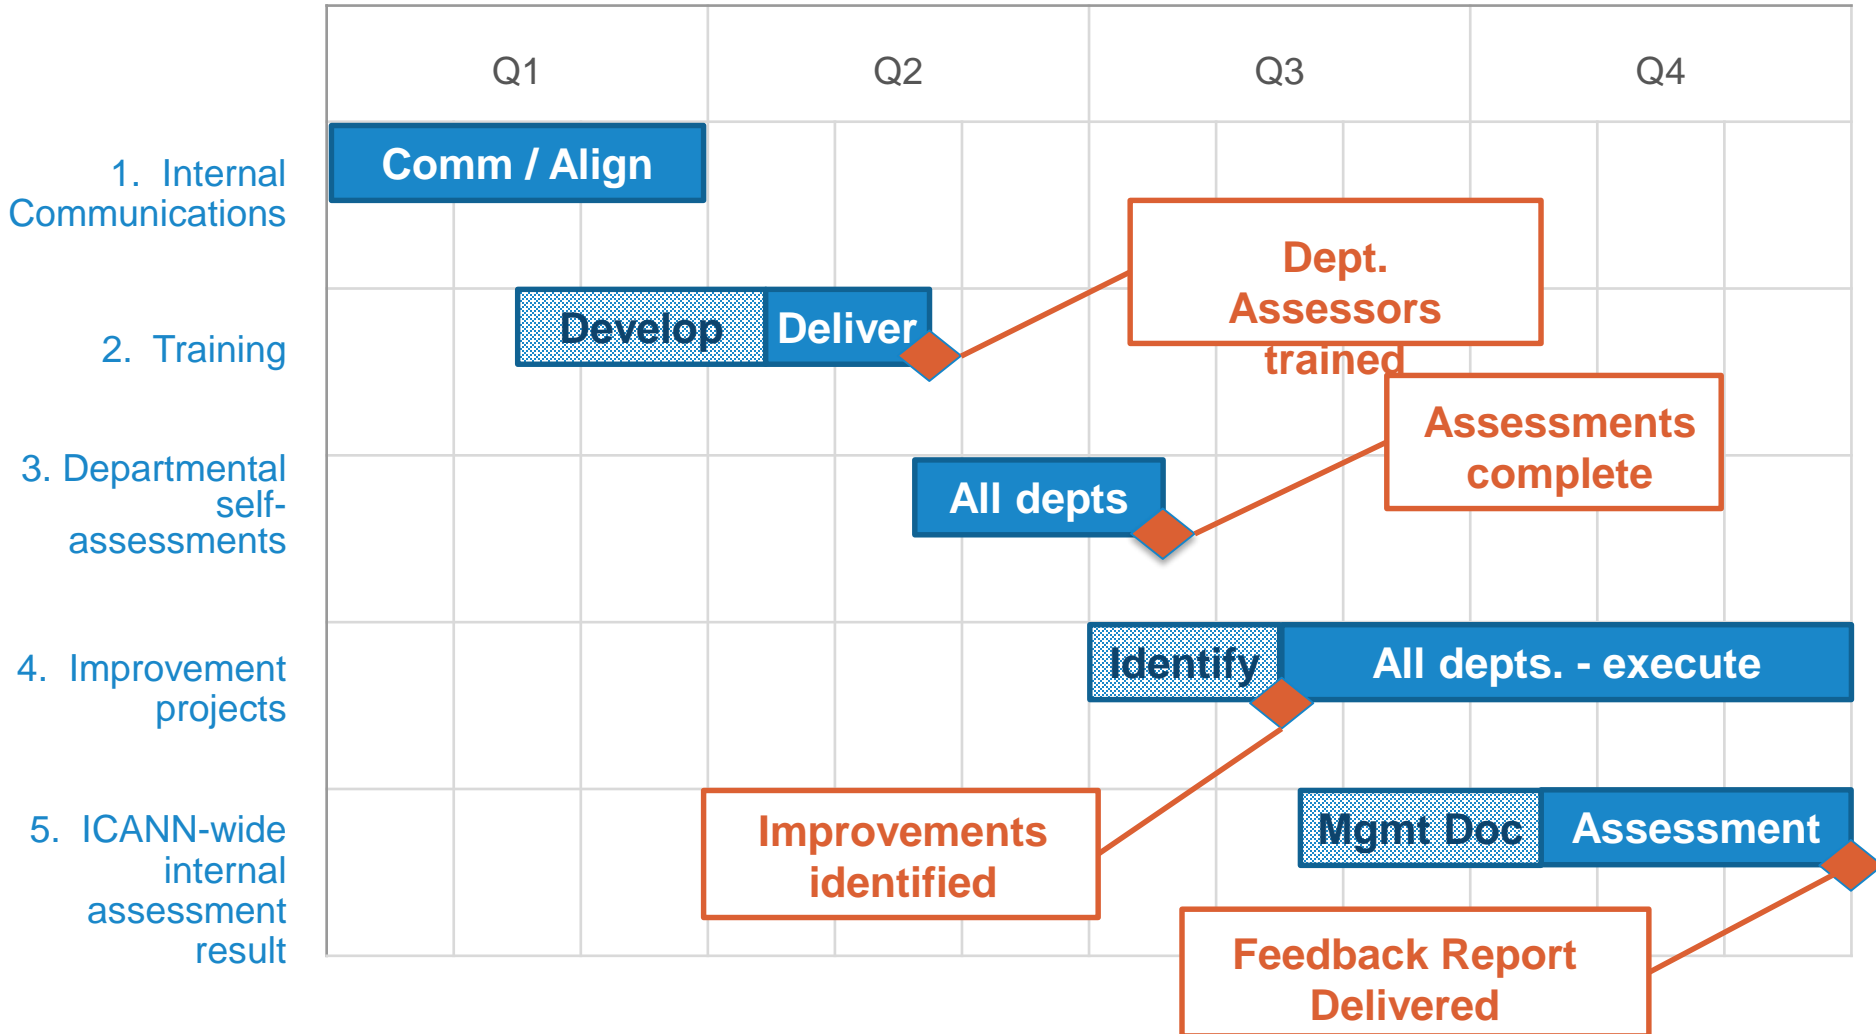 Q1 Q2 Q3 Q4
1. Internal
Communications
Comm / Align
2. Training
Develop
Deliver
Dept.
Assessors
trained
3. Departmental
self-
assessments
All depts
Assessments
complete
4. Improvement
projects
Identify
All depts. - execute
5. ICANN-wide
internal
assessment
result
Improvements
identified
Mgmt Doc
Assessment
Feedback Report
Delivered